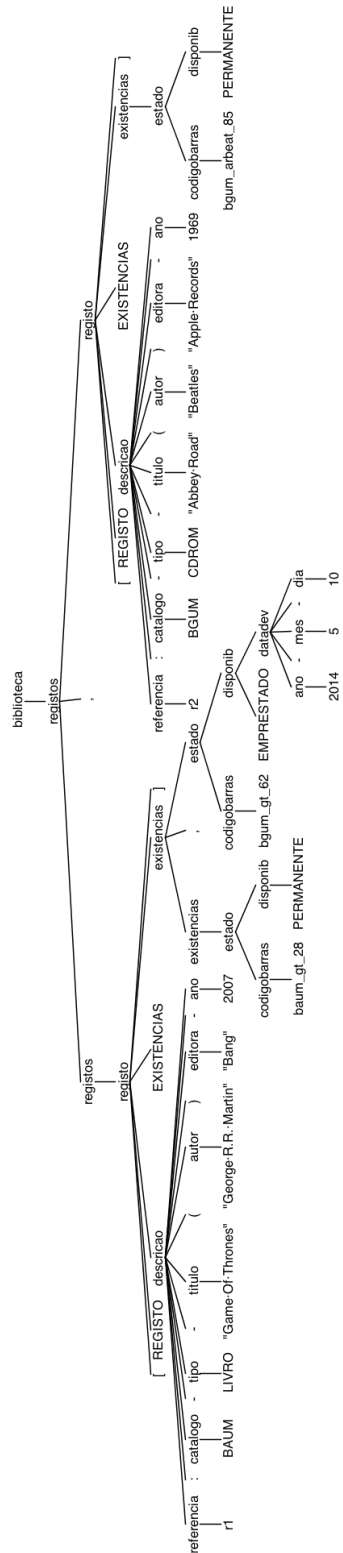 biblioteca
registos
registos , registo
registo [ REGISTO descricao EXISTENCIAS existencias ]
[ REGISTO descricao EXISTENCIAS existencias ] referencia : catalogo - tipo - titulo ( autor ) editora - ano estado
referencia : catalogo - tipo - titulo ( autor ) editora - ano existencias , estado r2 BGUM CDROM "Abbey·Road" "Beatles" "Apple·Records" 1969 codigobarras disponib
r1 BAUM LIVRO "Game·Of·Thrones" "George·R.R.·Martin" "Bang" 2007 estado codigobarras disponib bgum_arbeat_85 PERMANENTE
codigobarras disponib bgum_gt_62 EMPRESTADO datadev
baum_gt_28 PERMANENTE ano - mes - dia
2014 5 10